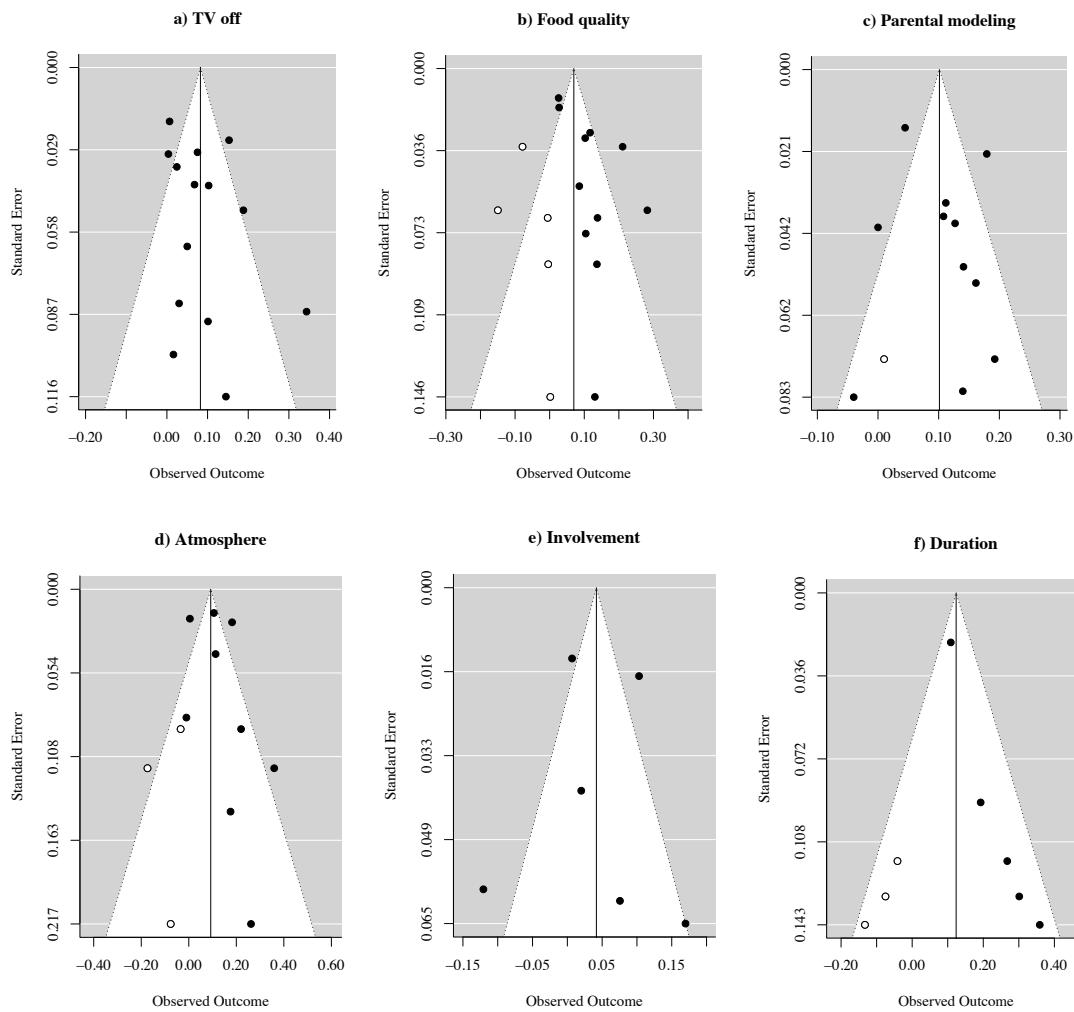 a) TV off
Standard Error
0.000
0.029
0.058
0.087
0.116
−0.20 0.00 0.10 0.20 0.30 0.40
Observed Outcome
b) Food quality
Standard Error
0.000
0.036
0.073
0.109
0.146
−0.30 −0.10 0.00 0.10 0.30
Observed Outcome
c) Parental modeling
Standard Error
0.000
0.021
0.042
0.062
0.083
−0.10 0.00 0.10 0.20 0.30
Observed Outcome
d) Atmosphere
Standard Error
0.000
0.054
0.108
0.163
0.217
−0.40 −0.20 0.00 0.20 0.40 0.60
Observed Outcome
e) Involvement
Standard Error
0.000
0.016
0.033
0.049
0.065
−0.15 −0.05 0.05 0.15
Observed Outcome
f) Duration
Standard Error
0.000
0.036
0.072
0.108
0.143
−0.20 0.00 0.20 0.40
Observed Outcome